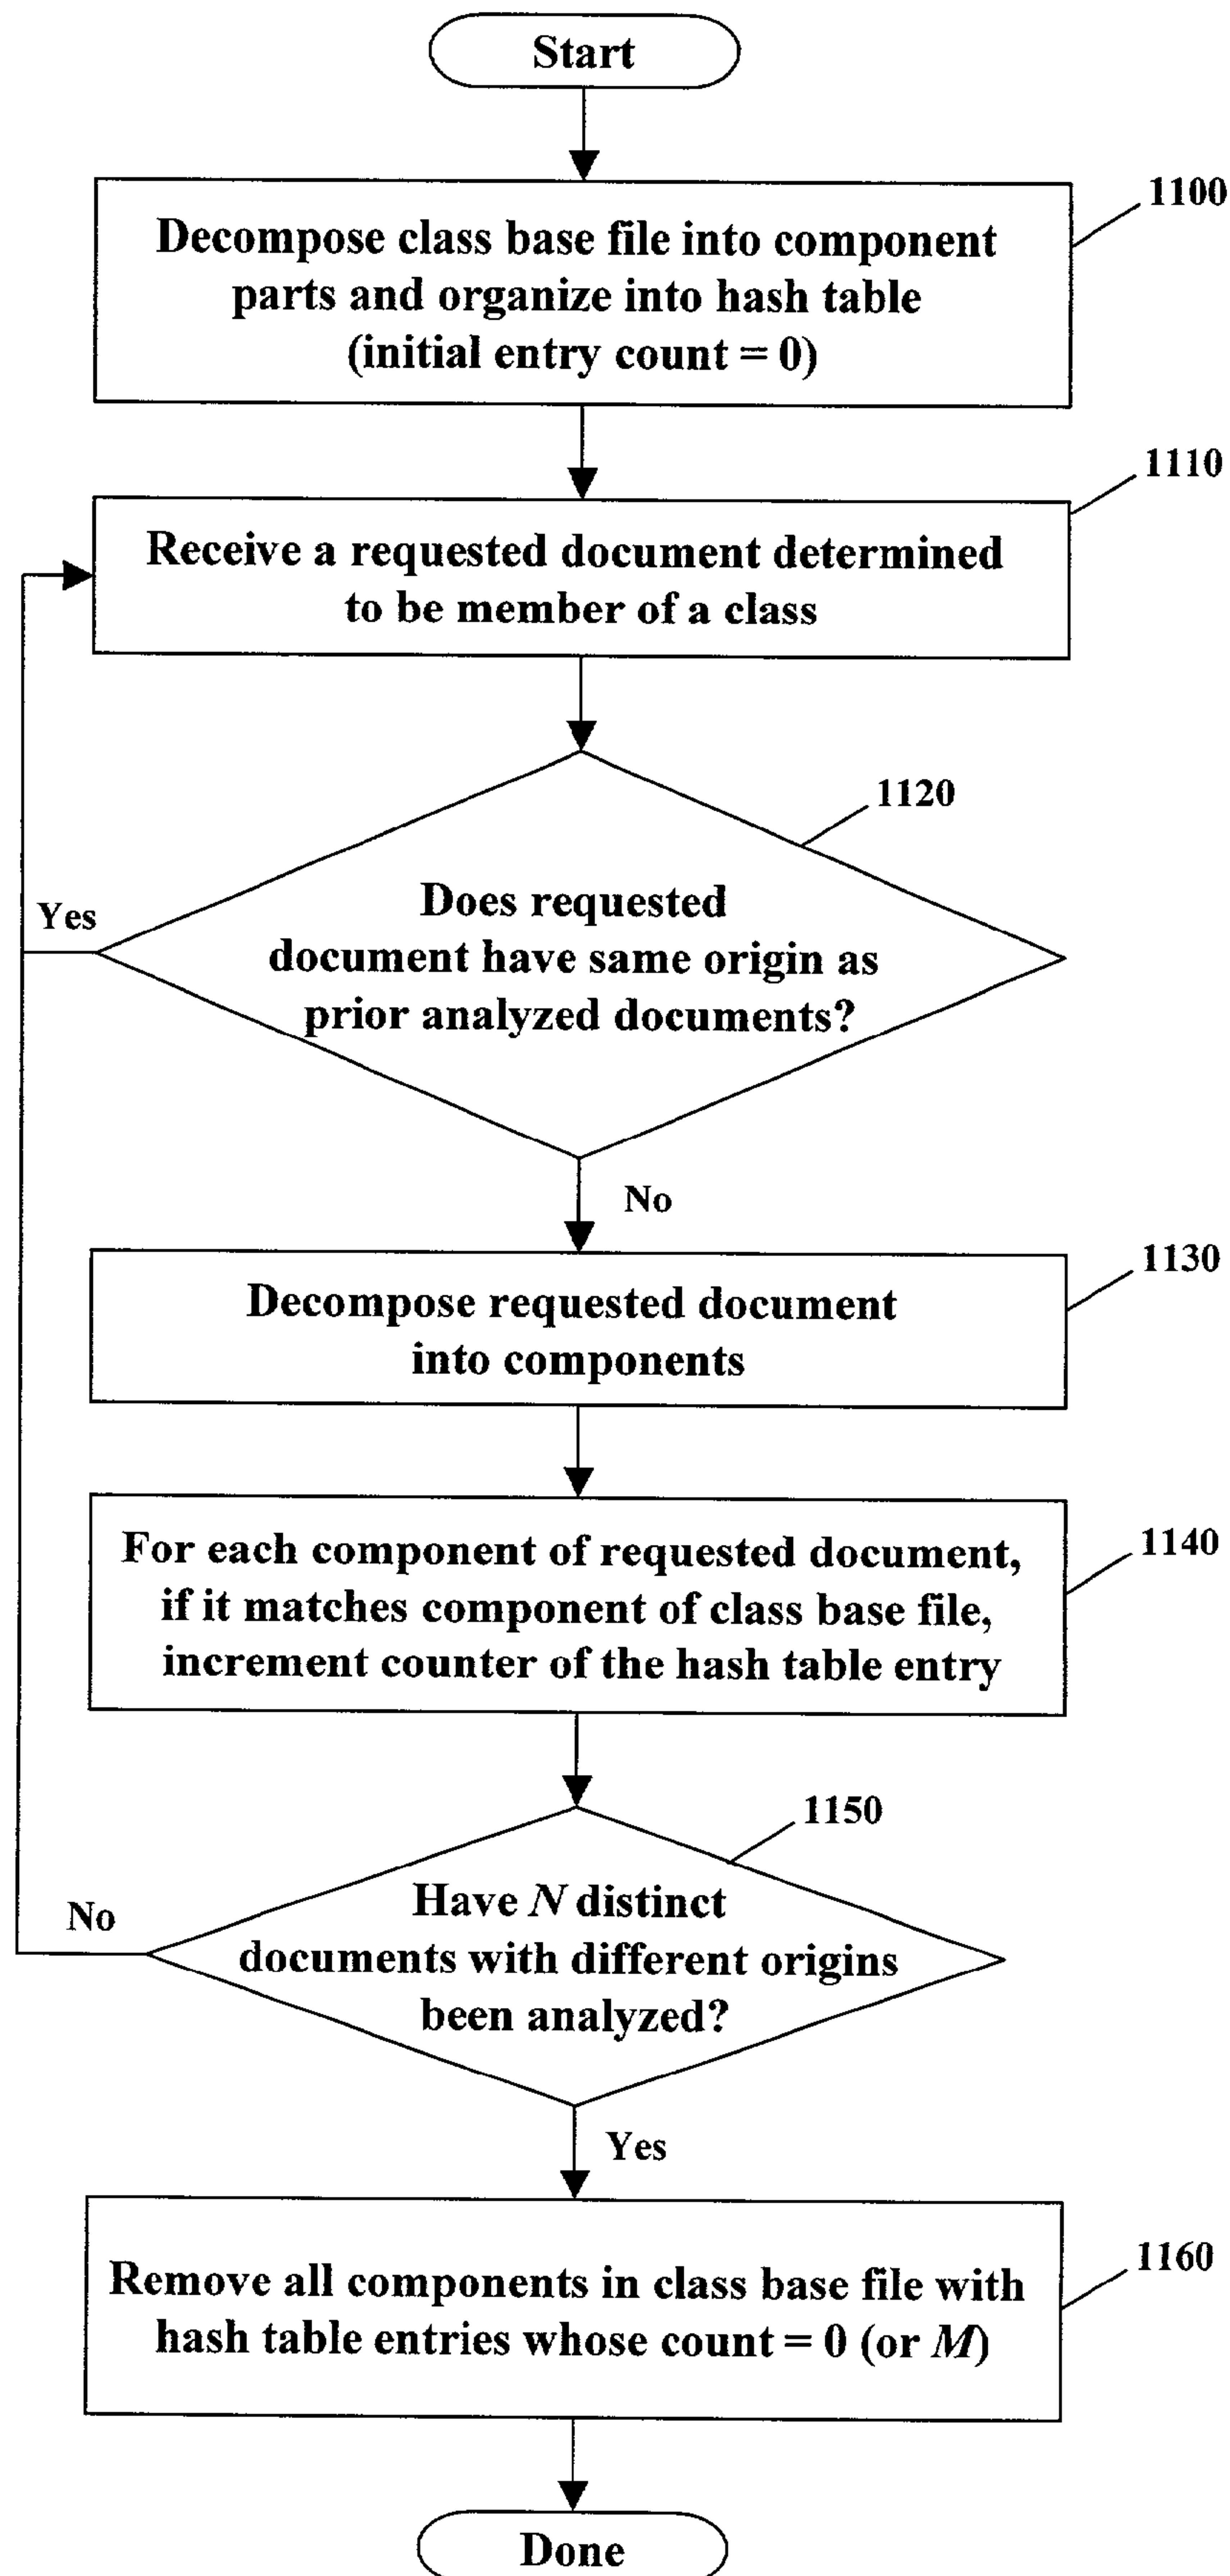 Start
1100
Decompose class base file into component
parts and organize into hash table
(initial entry count = 0)
1110
Receive a requested document determined
to be member of a class
1120
Does requested
document have same origin as
prior analyzed documents?
Yes
No
1130
Decompose requested document
into components
1140
For each component of requested document,
if it matches component of class base file,
increment counter of the hash table entry
1150
Have N distinct
documents with different origins
been analyzed?
No
Yes
1160
Remove all components in class base file with
hash table entries whose count = 0 (or M)
Done